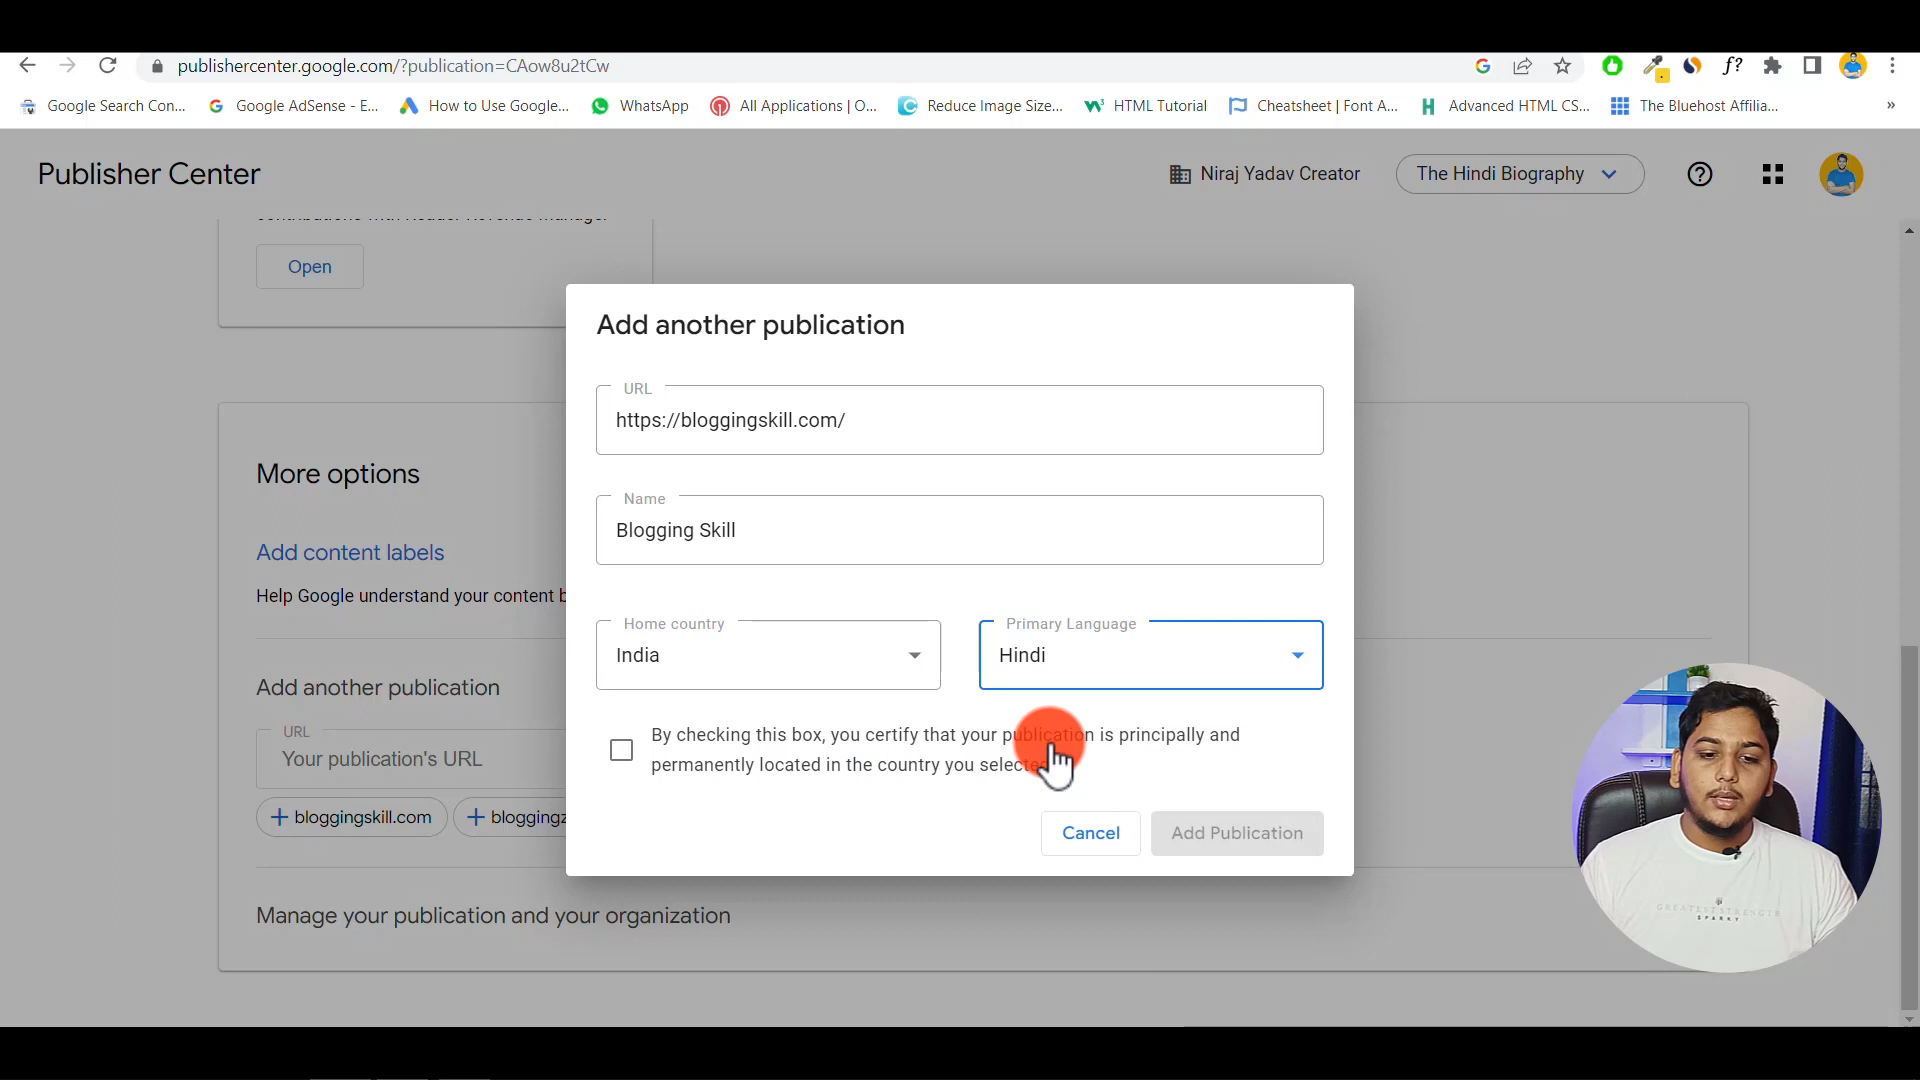 publishercenter.google.com/?publication=CAow8u2tCw
f?
Google Search Con...
Google AdSense - E...
How to Use Google...
WhatsApp
All Applications | O...
Reduce Image Size...
HTML Tutorial
Cheatsheet | Font A...
Advanced HTML CS...
The Bluehost Affilia...
»
Publisher Center
Niraj Yadav Creator
The Hindi Biography
Open
Add another publication
URL
https://bloggingskill.com/
Name
Blogging Skill
Home country
India
Primary Language
Hindi
By checking this box, you certify that your publication is principally and
permanently located in the country you selected
Cancel
Add Publication
More options
Add content labels
Help Google understand your content b
Add another publication
URL
Your publication's URL
+ bloggingskill.com
+ bloggingz
Manage your publication and your organization
GREATEST STRENGTH
SPARKY